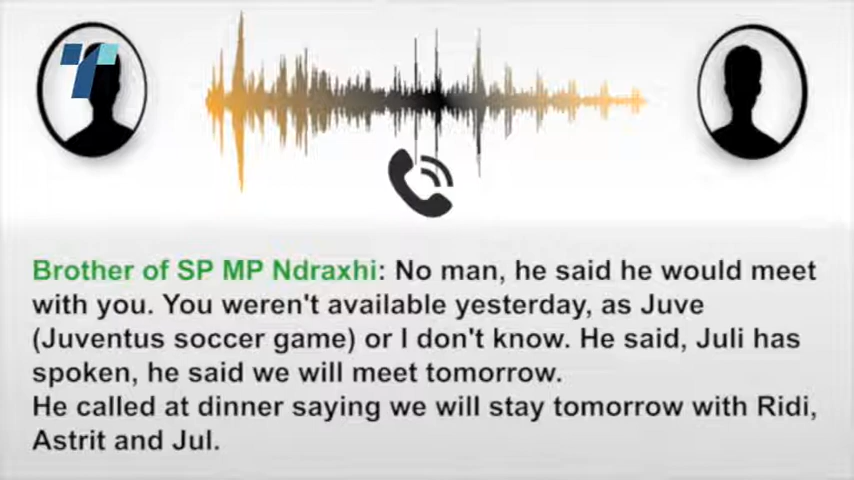 Brother of SP MP Ndraxhi: No man, he said he would meet
with you. You weren't available yesterday, as Juve
(Juventus soccer game) or I don't know. He said, Juli has
spoken, he said we will meet tomorrow.
He called at dinner saying we will stay tomorrow with Ridi,
Astrit and Jul.